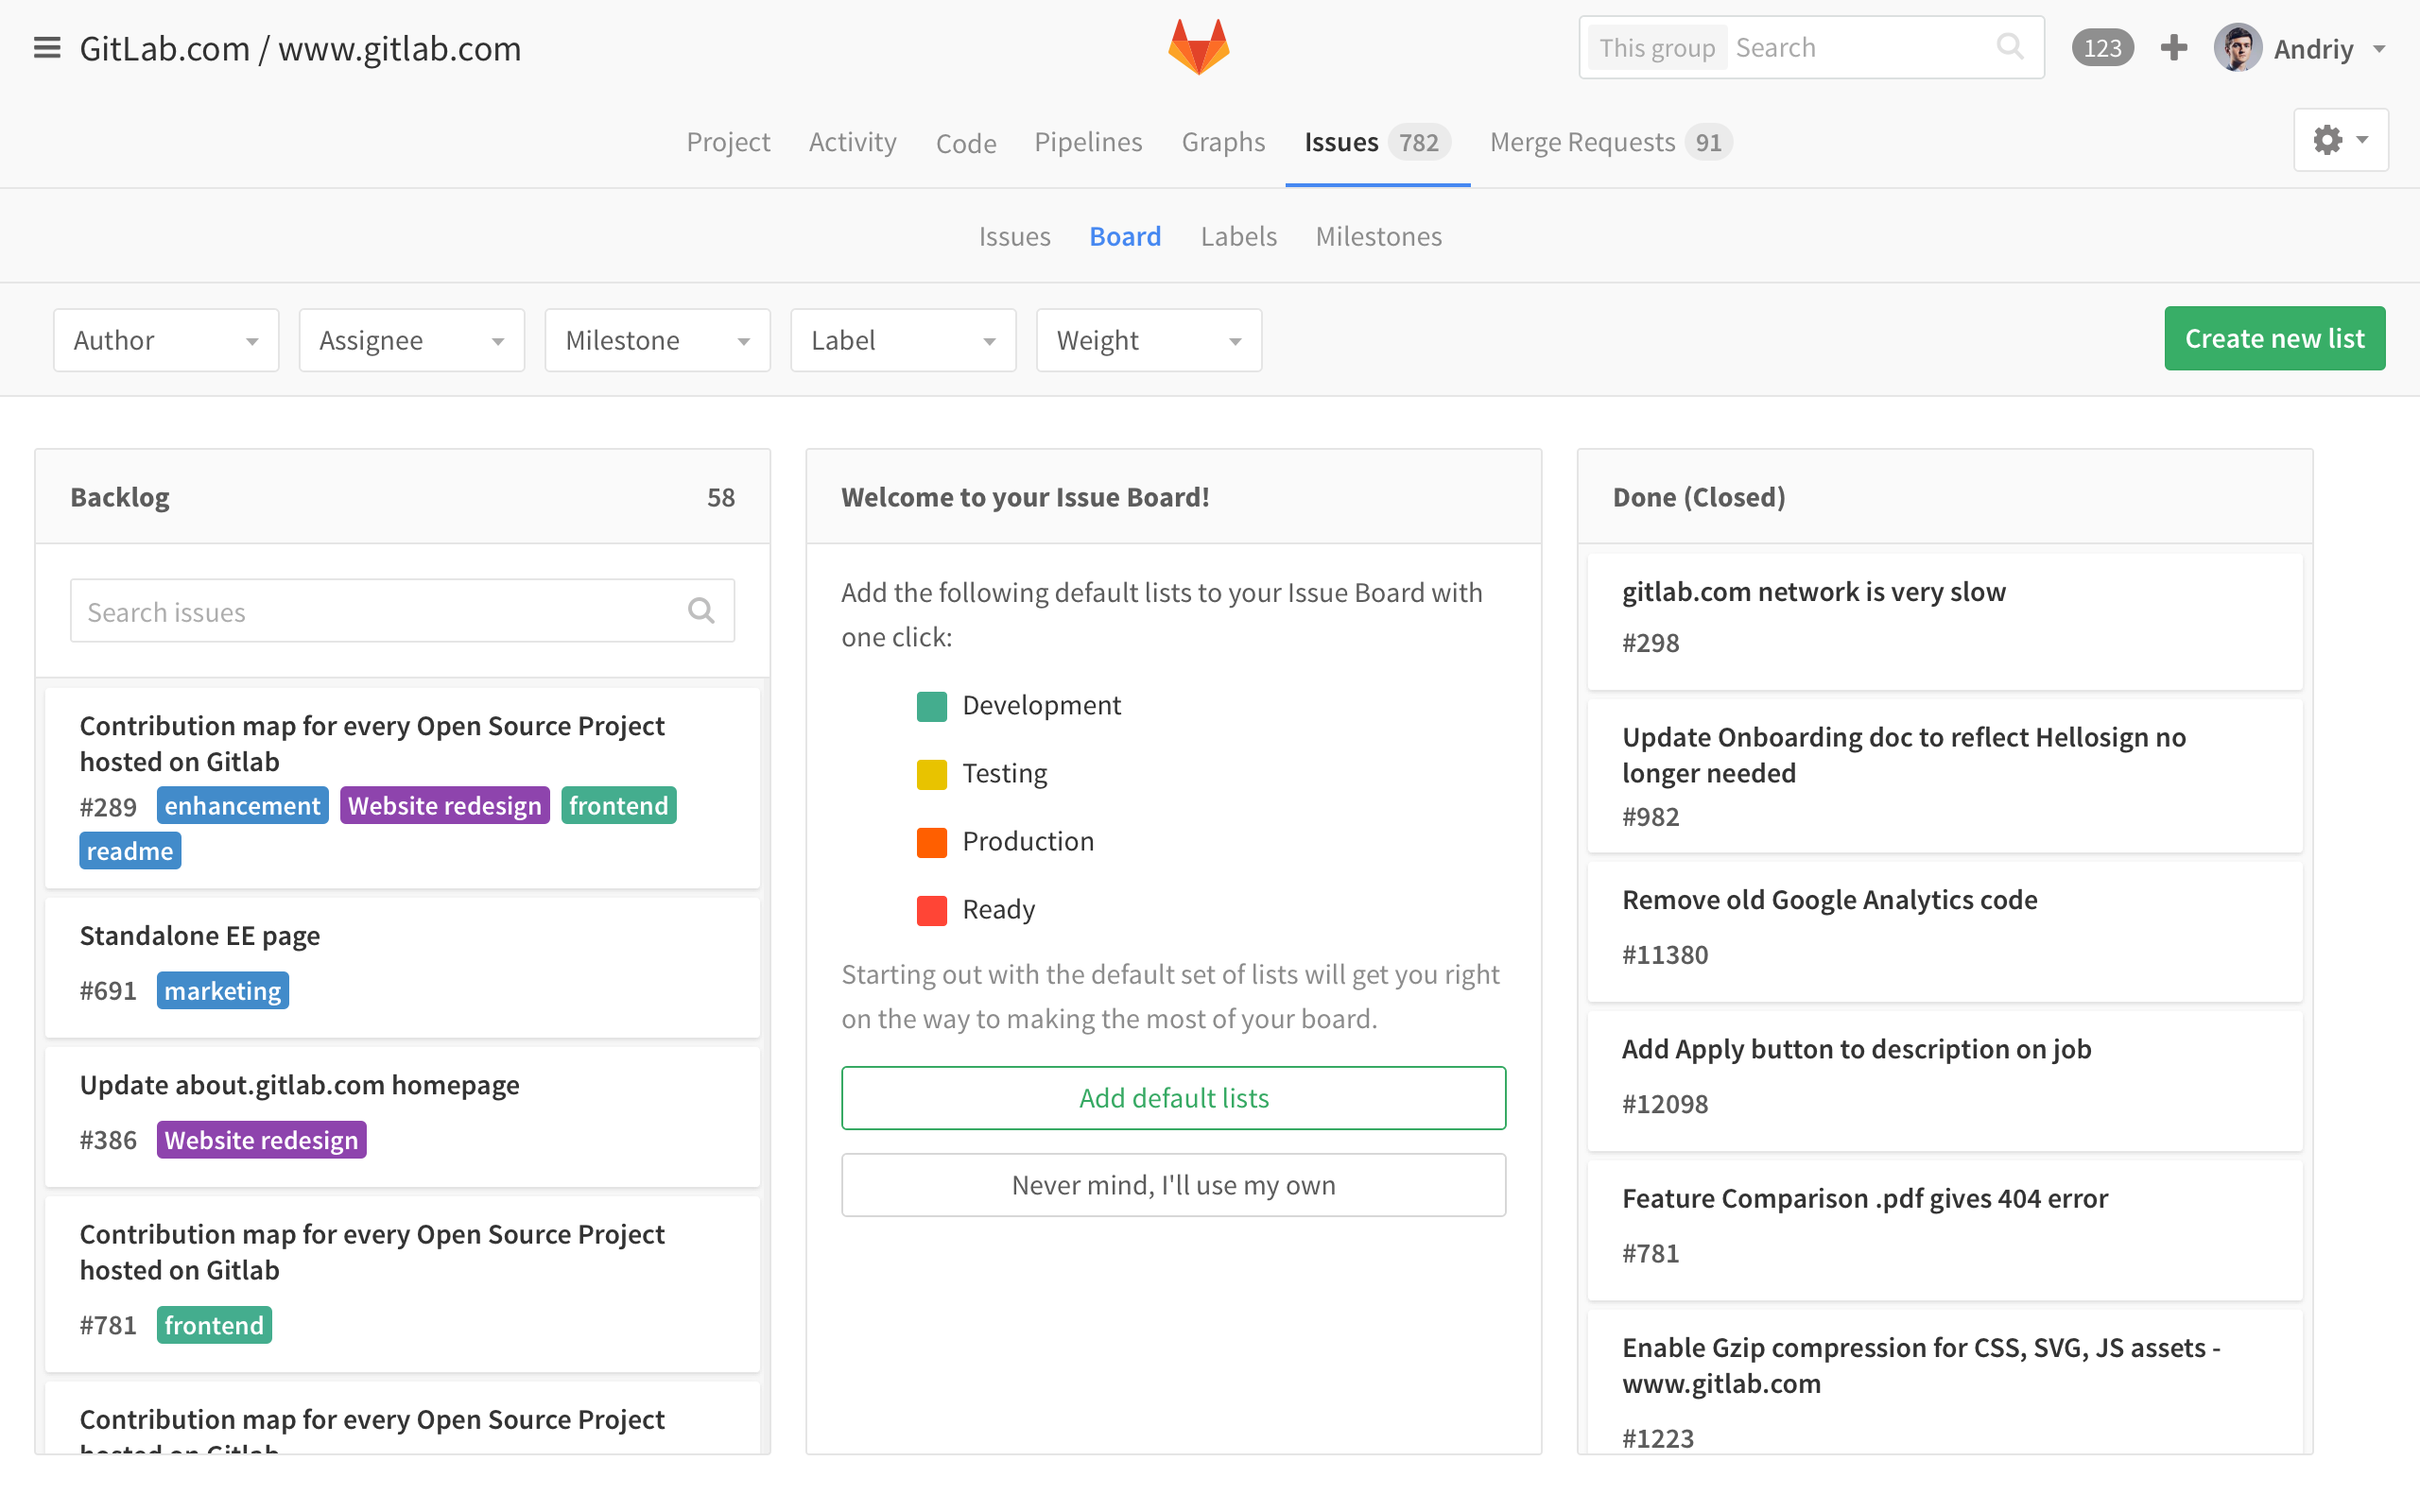 GitLab.com / www.gitlab.com
This group Search
123
Andriy
Project Activity Code Pipelines Graphs Issues 782 Merge Requests 91
Issues Board Labels Milestones
Author Assignee Milestone Label Weight
Create new list
Backlog 58
Search issues
Contribution map for every Open Source Project
hosted on Gitlab
#289 enhancement Website redesign frontend
readme
Standalone EE page
#691 marketing
Update about.gitlab.com homepage
#386 Website redesign
Contribution map for every Open Source Project
hosted on Gitlab
#781 frontend
Contribution map for every Open Source Project
hosted on Gitlab
Welcome to your Issue Board!
Add the following default lists to your Issue Board with
one click:
Development
Testing
Production
Ready
Starting out with the default set of lists will get you right
on the way to making the most of your board.
Add default lists
Never mind, I'll use my own
Done (Closed)
gitlab.com network is very slow
#298
Update Onboarding doc to reflect Hellosign no
longer needed
#982
Remove old Google Analytics code
#11380
Add Apply button to description on job
#12098
Feature Comparison .pdf gives 404 error
#781
Enable Gzip compression for CSS, SVG, JS assets -
www.gitlab.com
#1223